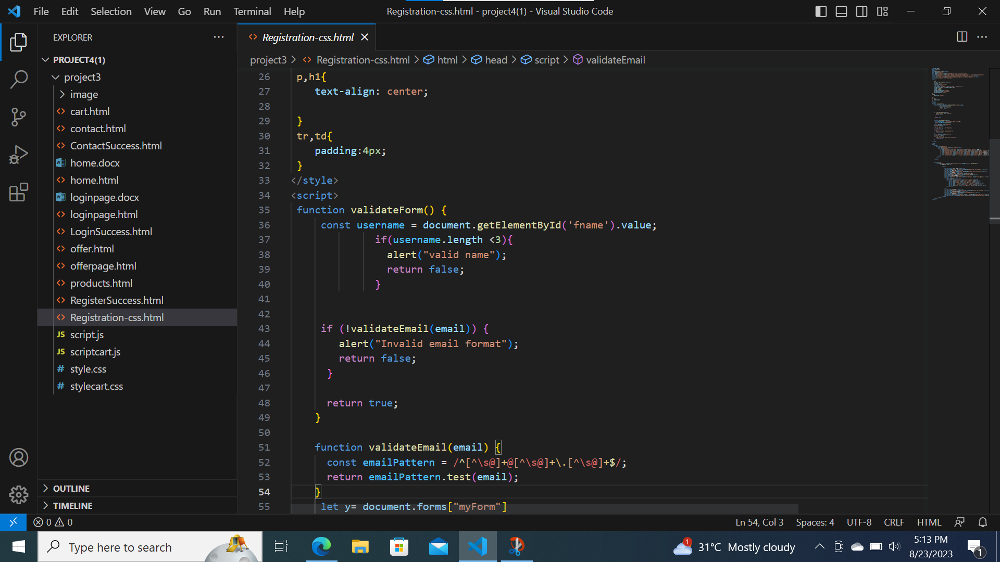 File Edit Selection View Go Run Terminal Help
Registration-css.html - project4(1) - Visual Studio Code
EXPLORER
PROJECT4(1)
project3
image
cart.html
contact.html
ContactSuccess.html
home.docx
home.html
loginpage.docx
loginpage.html
LoginSuccess.html
offer.html
offerpage.html
products.html
RegisterSuccess.html
Registration-css.html
JS script.js
JS scriptcart.js
# style.css
# stylecart.css
OUTLINE
TIMELINE
Registration-css.html
project3 > Registration-css.html > html > head > script > validateEmail
26 p,h1{
27 text-align: center;
28
29 }
30 tr,td{
31 padding:4px;
32 }
33 </style>
34 <script>
35 function validateForm() {
36 const username = document.getElementById('fname').value;
37 if(username.length <3){
38 alert("valid name");
39 return false;
40 }
41
42
43 if (!validateEmail(email)) {
44 alert("Invalid email format");
45 return false;
46 }
47
48 return true;
49 }
50
51 function validateEmail(email) {
52 const emailPattern = /^[^\s@]+@[^\s@]+\.[^\s@]+$/;
53 return emailPattern.test(email);
54 }
55 let y= document.forms["myForm"]
0 0
Ln 54, Col 3 Spaces: 4 UTF-8 CRLF HTML
Type here to search
1
31°C Mostly cloudy
5:13 PM
8/23/2023
1